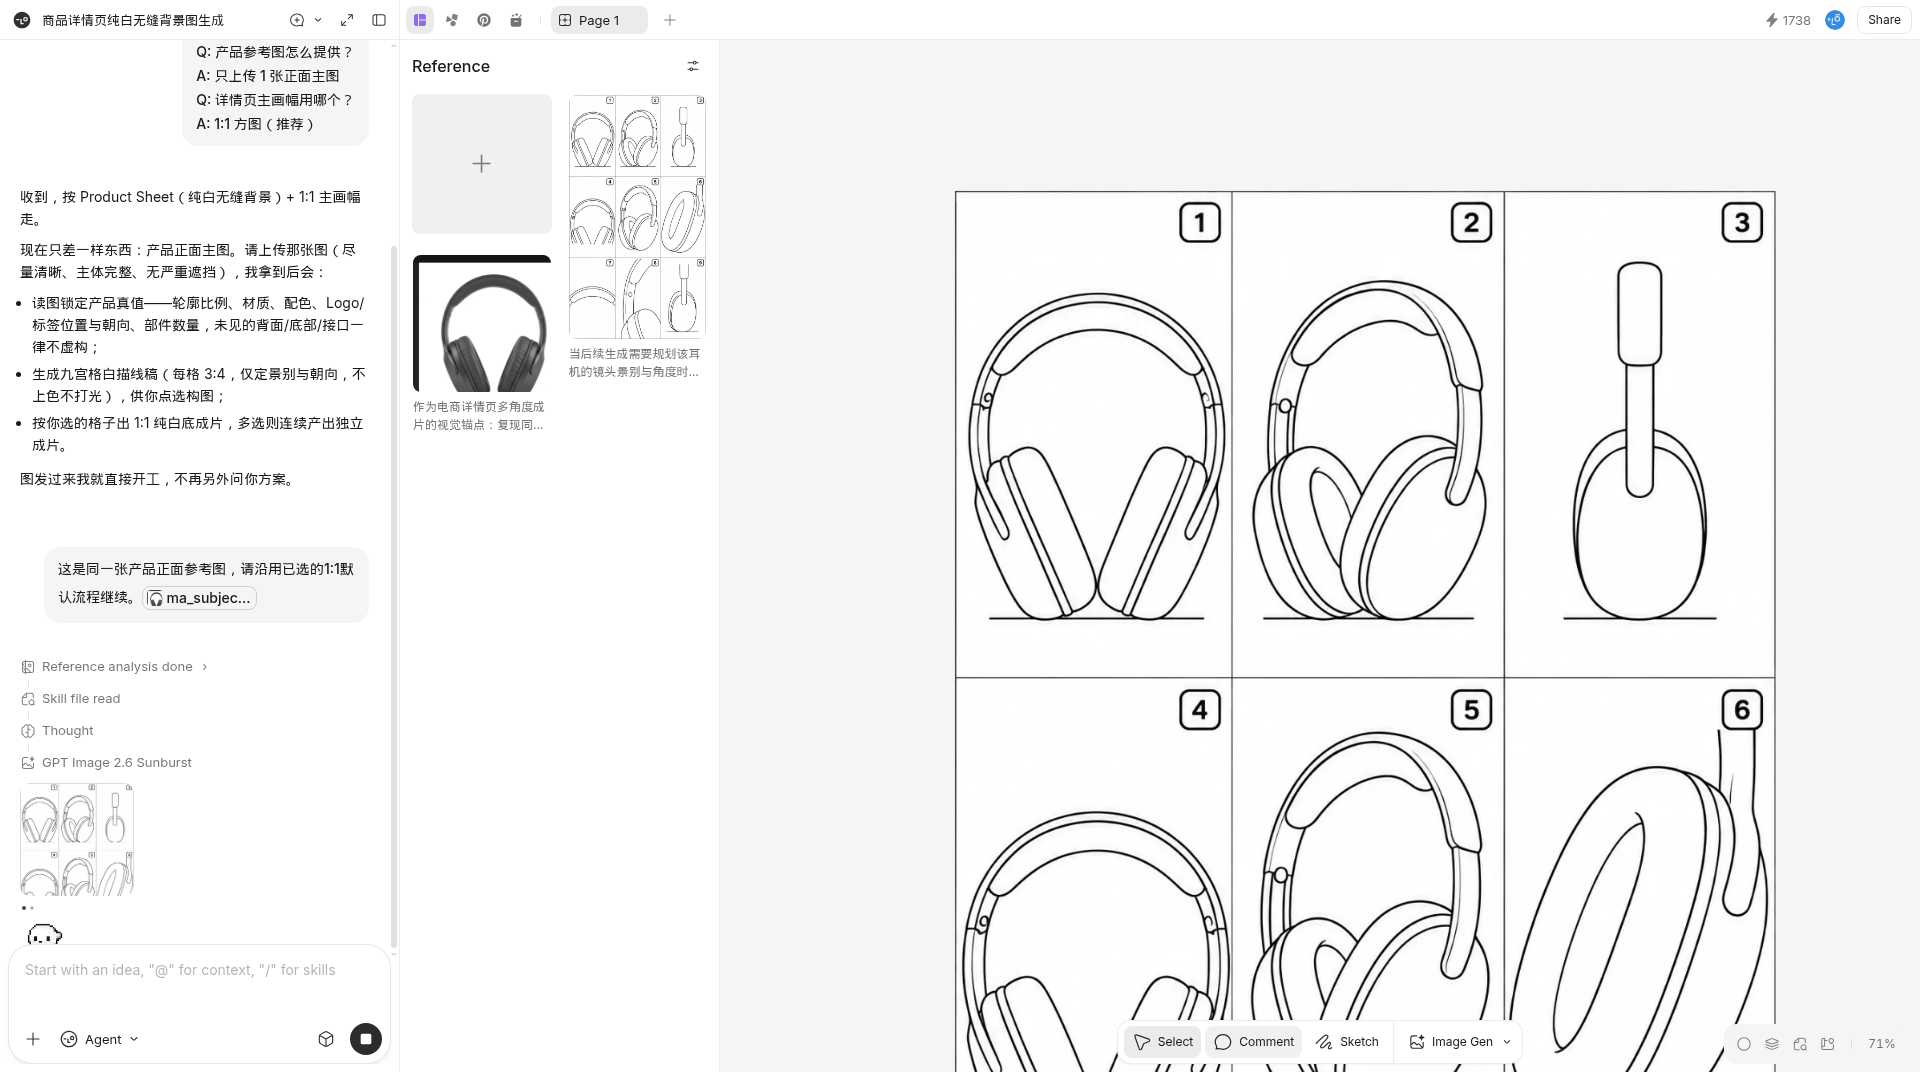 商品详情页纯白无缝背景图生成
Page 1
1738
Share
Q: 产品参考图怎么提供？
A: 只上传 1 张正面主图
Q: 详情页主画幅用哪个？
A: 1:1 方图（推荐）
收到，按 Product Sheet（纯白无缝背景）+ 1:1 主画幅
走。
现在只差一样东西：产品正面主图。请上传那张图（尽
量清晰、主体完整、无严重遮挡），我拿到后会：
读图锁定产品真值——轮廓比例、材质、配色、Logo/
标签位置与朝向、部件数量，未见的背面/底部/接口一
律不虚构；
生成九宫格白描线稿（每格 3:4，仅定景别与朝向，不
上色不打光），供你点选构图；
按你选的格子出 1:1 纯白底成片，多选则连续产出独立
成片。
图发过来我就直接开工，不再另外问你方案。
这是同一张产品正面参考图，请沿用已选的1:1默
认流程继续。 ma_subjec...
Reference analysis done
Skill file read
Thought
GPT Image 2.6 Sunburst
Start with an idea, "@" for context, "/" for skills
Agent
Reference
1 2 3
4 5 6
7 8 9
当后续生成需要规划该耳
机的镜头景别与角度时...
作为电商详情页多角度成
片的视觉锚点：复现同...
1 2 3
4 5 6
Select Comment Sketch Image Gen
71%